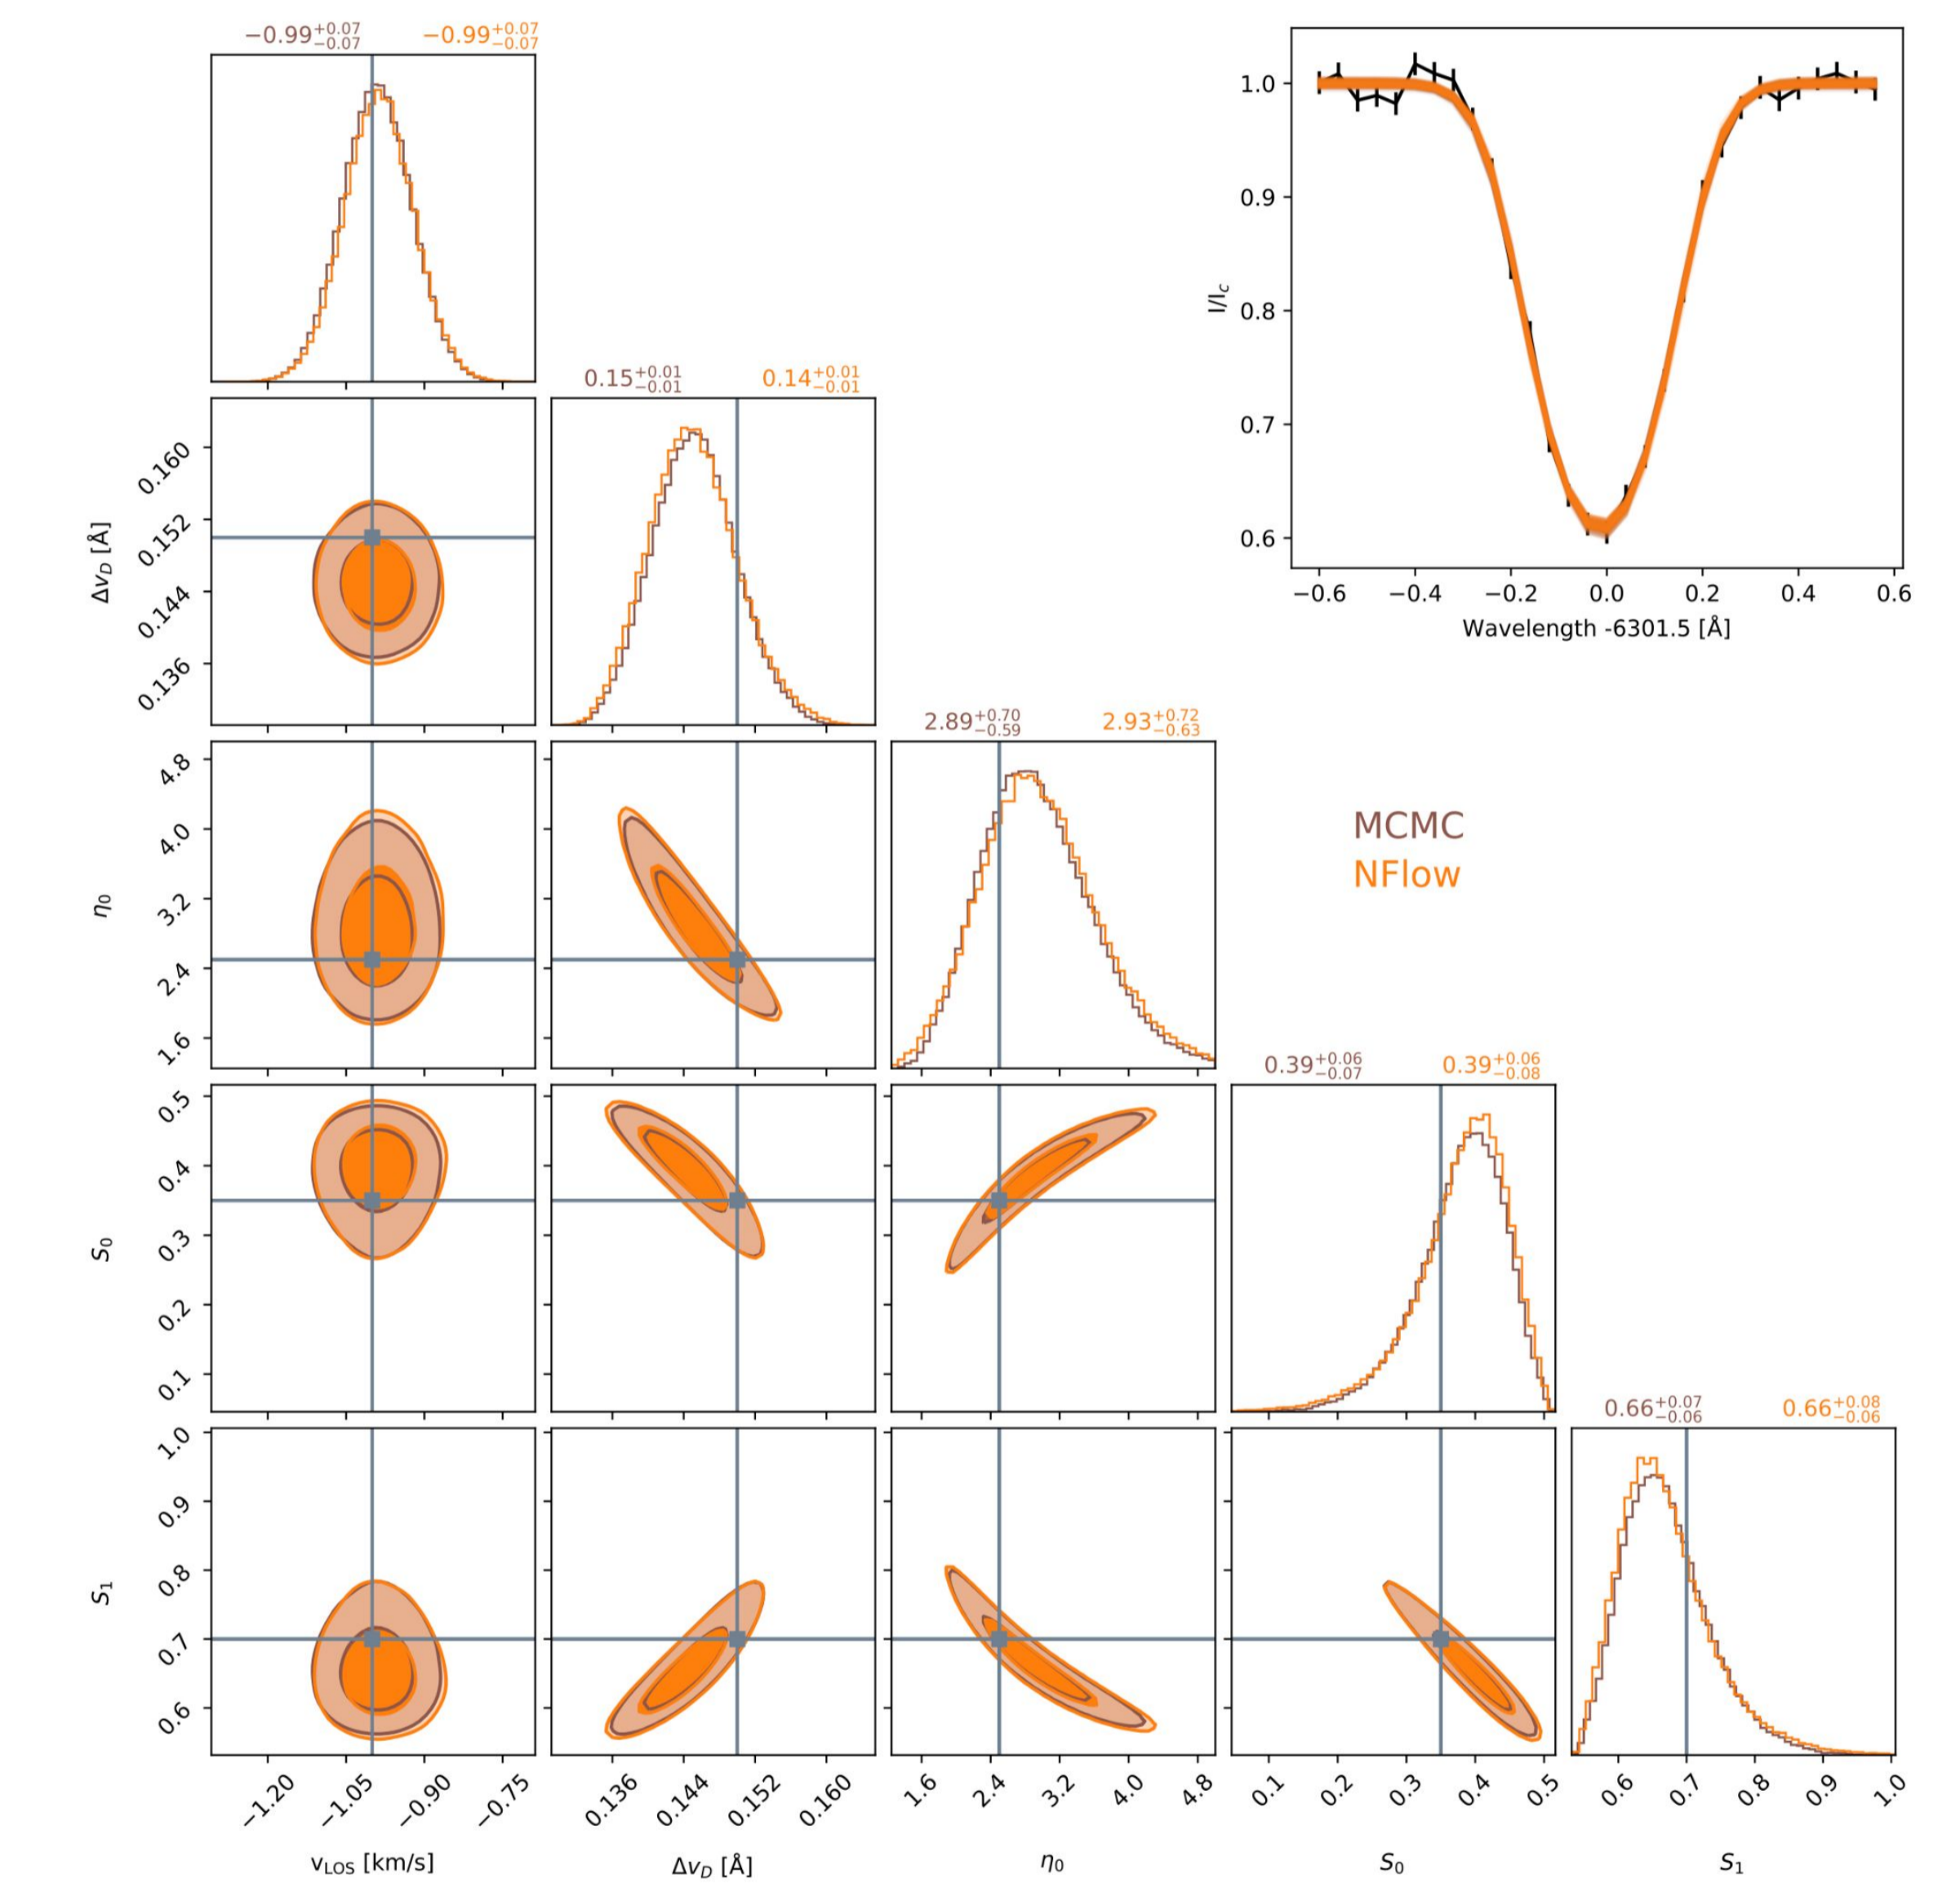 −0.99+0.07−0.07 −0.99+0.07−0.07
1.0
0.9
0.8
0.7
0.6
I/Ic
−0.6 −0.4 −0.2 0.0 0.2 0.4 0.6
Wavelength -6301.5 [Å]
0.15+0.01−0.01 0.14+0.01−0.01
0.160
0.152
0.144
0.136
ΔvD [Å]
2.89+0.70−0.59 2.93+0.72−0.63
4.8
4.0
3.2
2.4
1.6
η0
MCMC
NFlow
0.39+0.06−0.07 0.39+0.06−0.08
0.5
0.4
0.3
0.2
0.1
S0
0.66+0.07−0.06 0.66+0.08−0.06
1.0
0.9
0.8
0.7
0.6
S1
−1.20 −1.05 −0.90 −0.75 0.136 0.144 0.152 0.160 1.6 2.4 3.2 4.0 4.8 0.1 0.2 0.3 0.4 0.5 0.6 0.7 0.8 0.9 1.0
vLOS [km/s] ΔvD [Å] η0 S0 S1